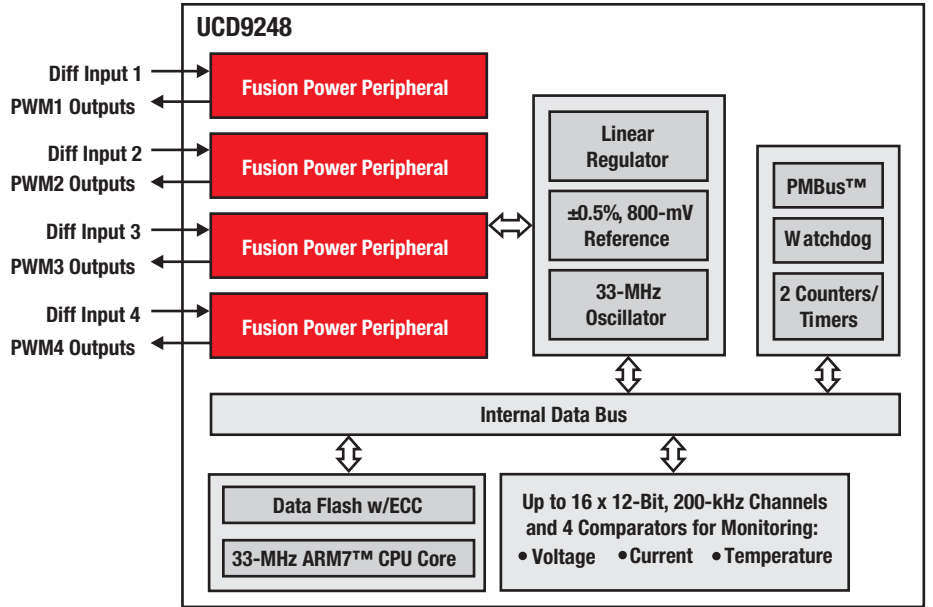 UCD9248
Diff Input 1
PWM1 Outputs
Fusion Power Peripheral
Diff Input 2
PWM2 Outputs
Fusion Power Peripheral
Diff Input 3
PWM3 Outputs
Fusion Power Peripheral
Diff Input 4
PWM4 Outputs
Fusion Power Peripheral
Linear
Regulator
±0.5%, 800-mV
Reference
33-MHz
Oscillator
PMBus™
Watchdog
2 Counters/
Timers
Internal Data Bus
Data Flash w/ECC
33-MHz ARM7™ CPU Core
Up to 16 x 12-Bit, 200-kHz Channels
and 4 Comparators for Monitoring:
• Voltage • Current • Temperature